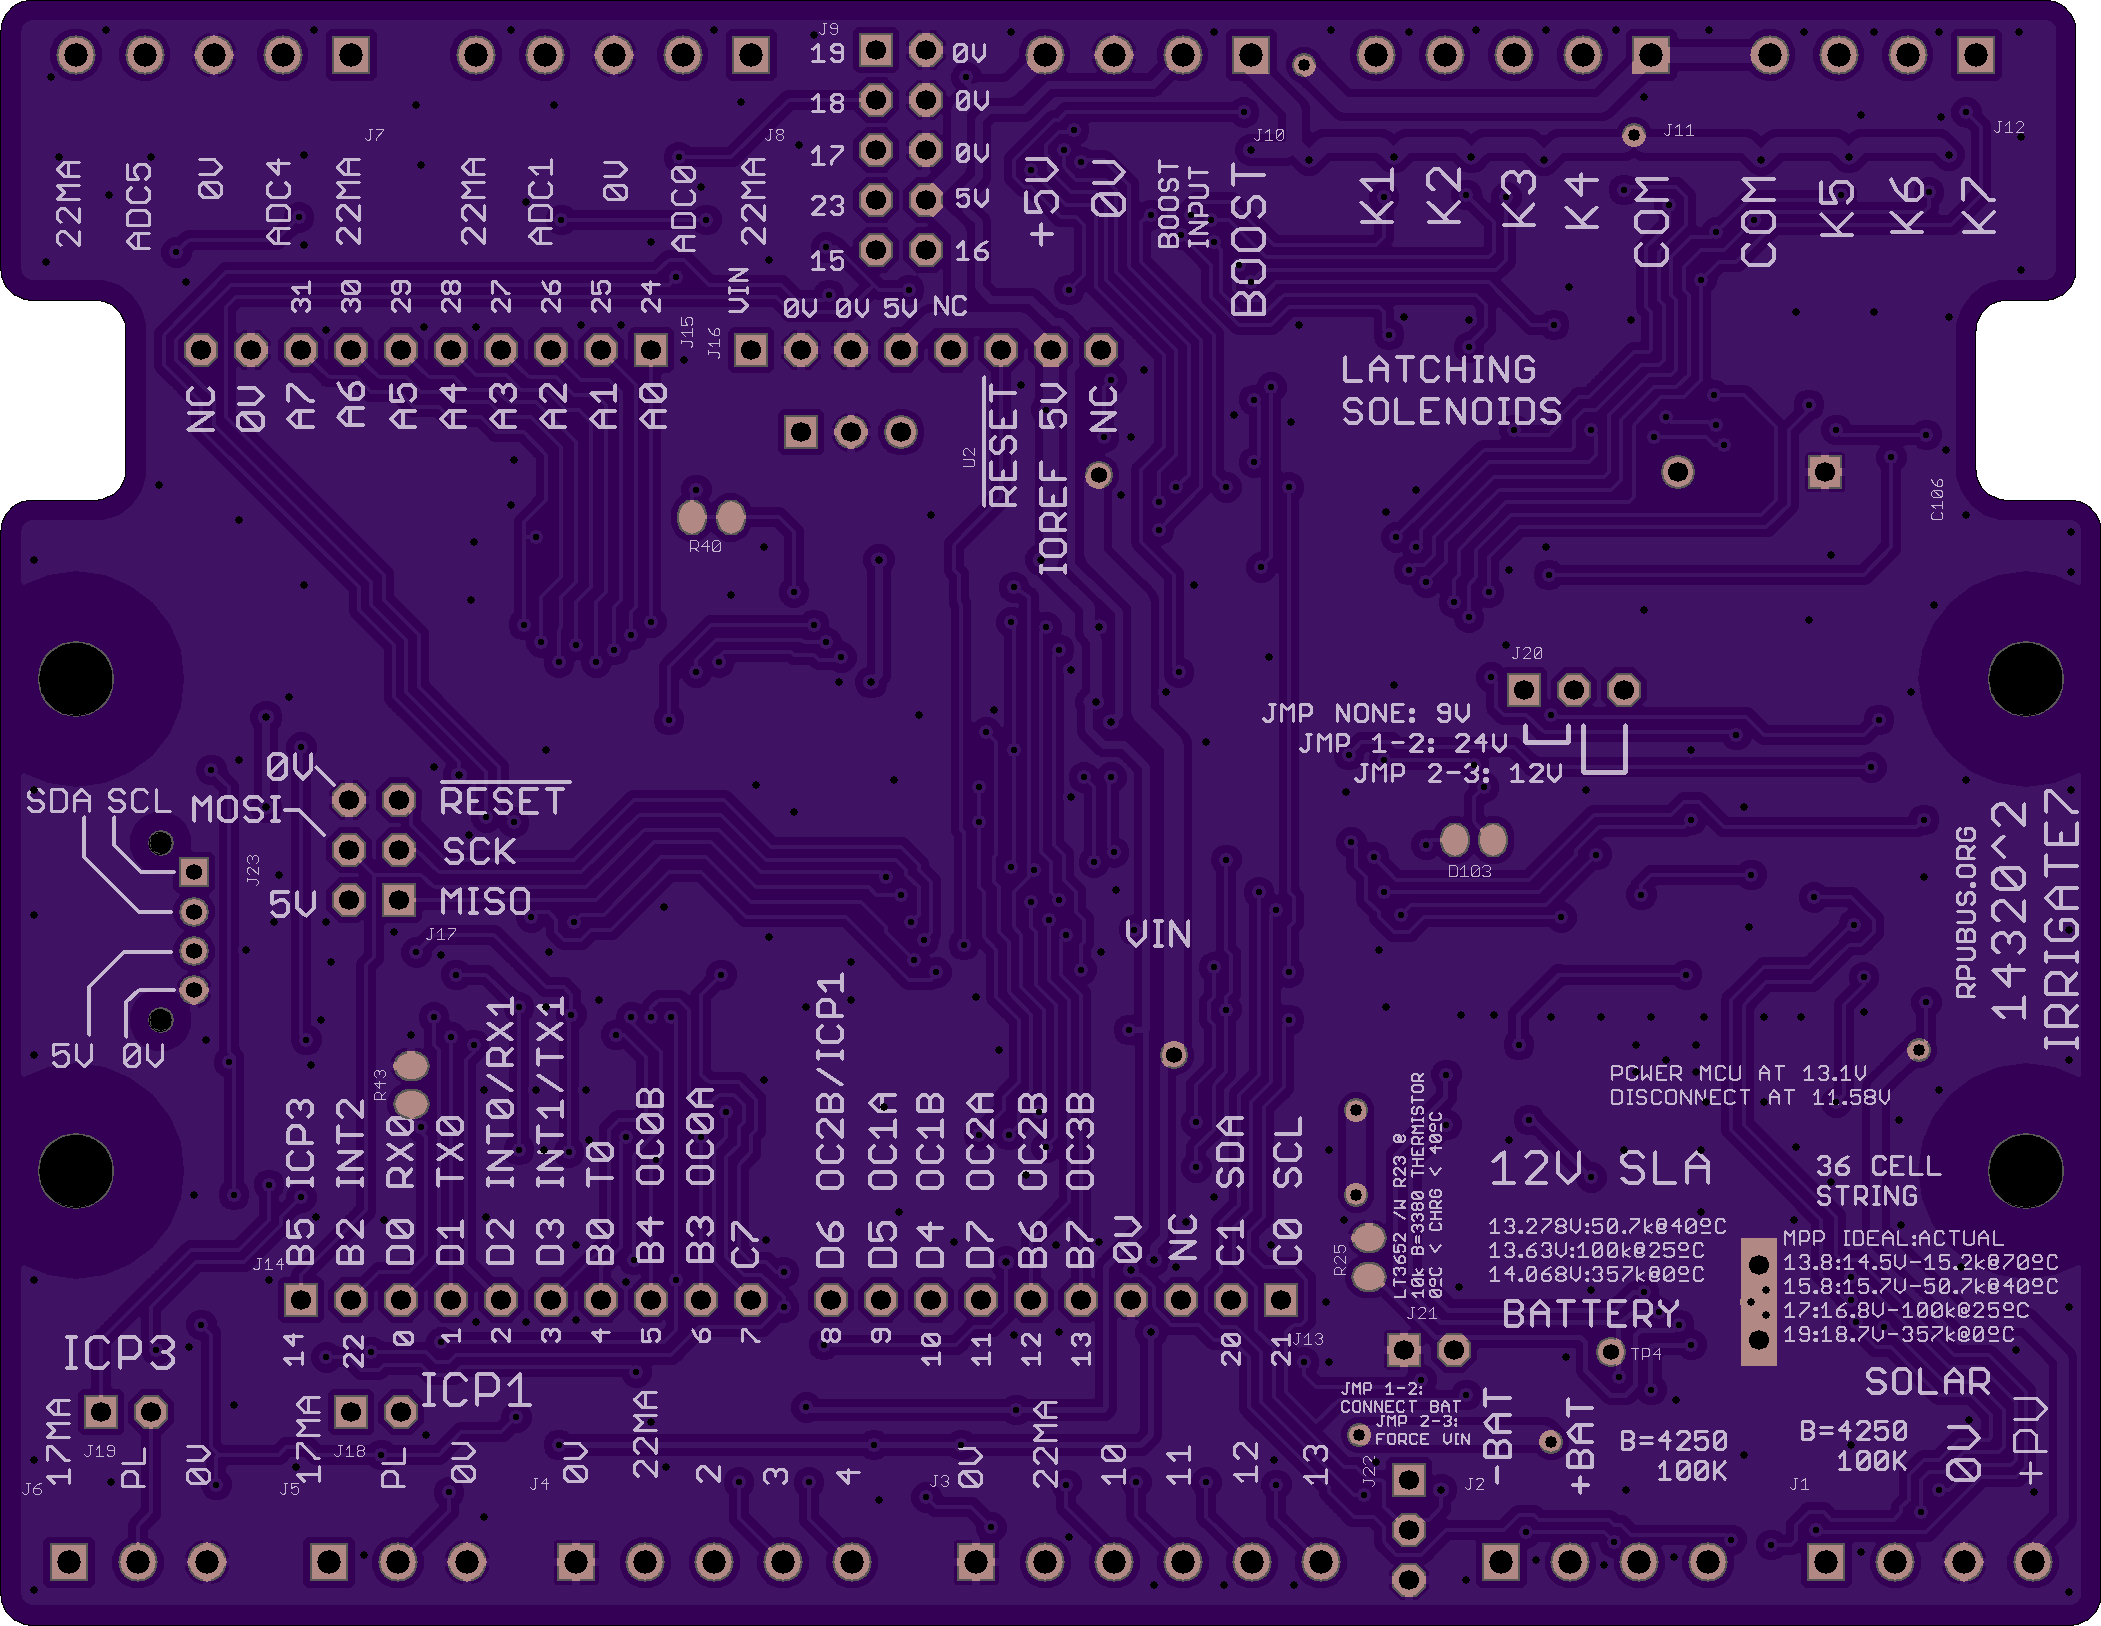 J9
19 0V
18 0V
17 0V
23 5V
15 16
J7
J8
J10
J11
J12
22MA
ADC5
0V
ADC4
22MA
22MA
ADC1
0V
ADC0
22MA
+5V
0V
BOOST
INPUT
BOOST
K1
K2
K3
K4
COM
COM
K5
K6
K7
31
30
29
28
27
26
25
24
J15
J16
VIN
0V 0V 5V NC
NC
0V
A7
A6
A5
A4
A3
A2
A1
A0
U2
RESET
IOREF 5V
NC
R40
LATCHING
SOLENOIDS
C106
J20
JMP NONE: 9V
JMP 1-2: 24V
JMP 2-3: 12V
D103
0V
MOSI
5V
RESET
SCK
MISO
J17
SDA SCL
J23
5V 0V
VIN
RPUBUS.ORG
14320^2
IRRIGATE7
R43
B5 ICP3
B2 INT2
D0 RX0
D1 TX0
D2 INT0/RX1
D3 INT1/TX1
B0 T0
B4 OC0B
B3 OC0A
C7
D6 OC2B/ICP1
D5 OC1A
D4 OC1B
D7 OC2A
B6 OC2B
B7 OC3B
0V
NC
C1 SDA
C0 SCL
J14
J13
14
22
0
1
2
3
4
5
6
7
8
9
10
11
12
13
20
21
POWER MCU AT 13.1V
DISCONNECT AT 11.58V
LT3652 /W R23 @
10k B=3380 THERMISTOR
0ºC < CHRG < 40ºC
R25
12V SLA
13.278V:50.7k@40ºC
13.63V:100k@25ºC
14.068V:357k@0ºC
BATTERY
36 CELL
STRING
MPP IDEAL:ACTUAL
13.8:14.5V-15.2k@70ºC
15.8:15.7V-50.7k@40ºC
17:16.8V-100k@25ºC
19:18.7V-357k@0ºC
SOLAR
J21
TP4
JMP 1-2:
CONNECT BAT
JMP 2-3:
FORCE VIN
J22
ICP3
ICP1
J19
J18
J6
17MA
PL
0V
J5
17MA
PL
0V
J4
0V
22MA
2
3
4
J3
0V
22MA
10
11
12
13
J2
-BAT
+BAT
B=4250
100K
J1
B=4250
100K
0V
+PV